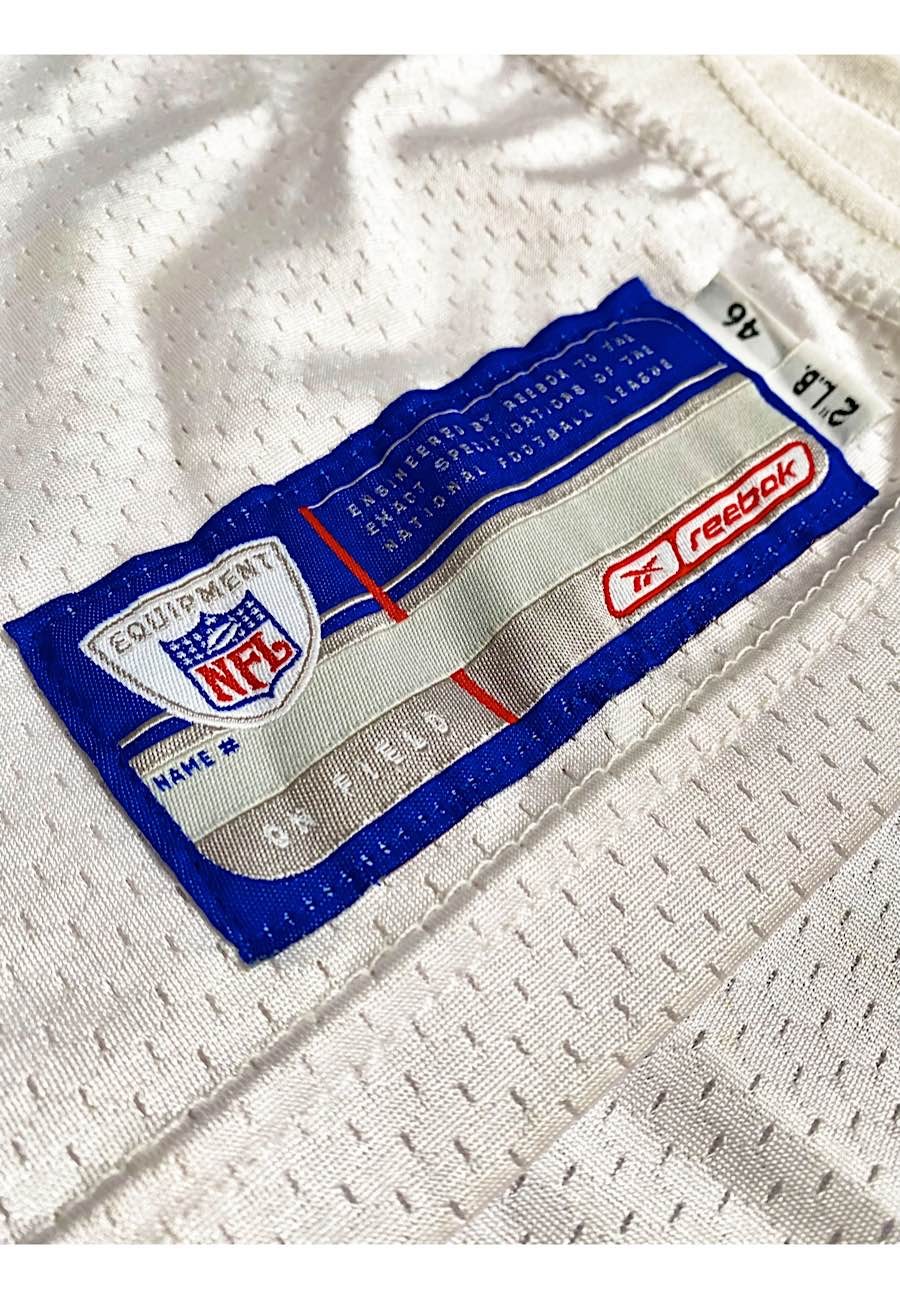 46
2" L.B.
ENGINEERED BY REEBOK TO THE
EXACT SPECIFICATIONS OF THE
NATIONAL FOOTBALL LEAGUE
Reebok
EQUIPMENT
NFL
NAME #
ON FIELD